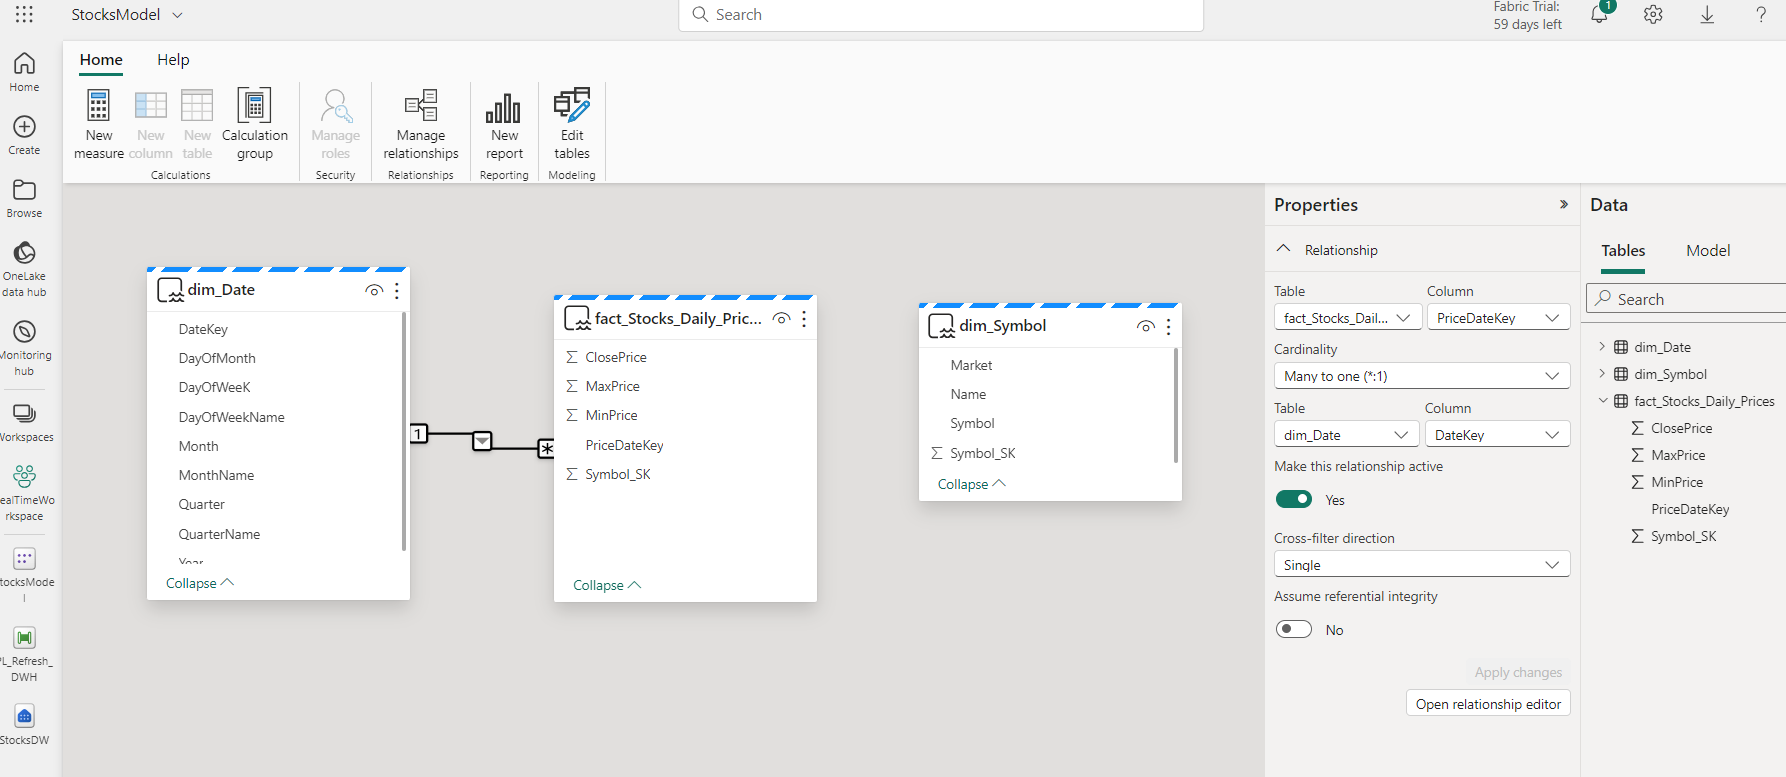 StocksModel
Search
Fabric Trial:
59 days left
1
?
Home
Help
New
measure
New
column
New
table
Calculation
group
Calculations
Manage
roles
Security
Manage
relationships
Relationships
New
report
Reporting
Edit
tables
Modeling
Home
Create
Browse
OneLake
data hub
Monitoring
hub
Workspaces
ealTimeWo
rkspace
tocksMode
l
PL_Refresh_
DWH
StocksDW
dim_Date
DateKey
DayOfMonth
DayOfWeeK
DayOfWeekName
Month
MonthName
Quarter
QuarterName
Year
Collapse
1
*
fact_Stocks_Daily_Pric...
ClosePrice
MaxPrice
MinPrice
PriceDateKey
Symbol_SK
Collapse
dim_Symbol
Market
Name
Symbol
Symbol_SK
Collapse
Properties
Relationship
Table
Column
fact_Stocks_Dail...
PriceDateKey
Cardinality
Many to one (*:1)
Table
Column
dim_Date
DateKey
Make this relationship active
Yes
Cross-filter direction
Single
Assume referential integrity
No
Apply changes
Open relationship editor
Data
Tables
Model
Search
dim_Date
dim_Symbol
fact_Stocks_Daily_Prices
ClosePrice
MaxPrice
MinPrice
PriceDateKey
Symbol_SK